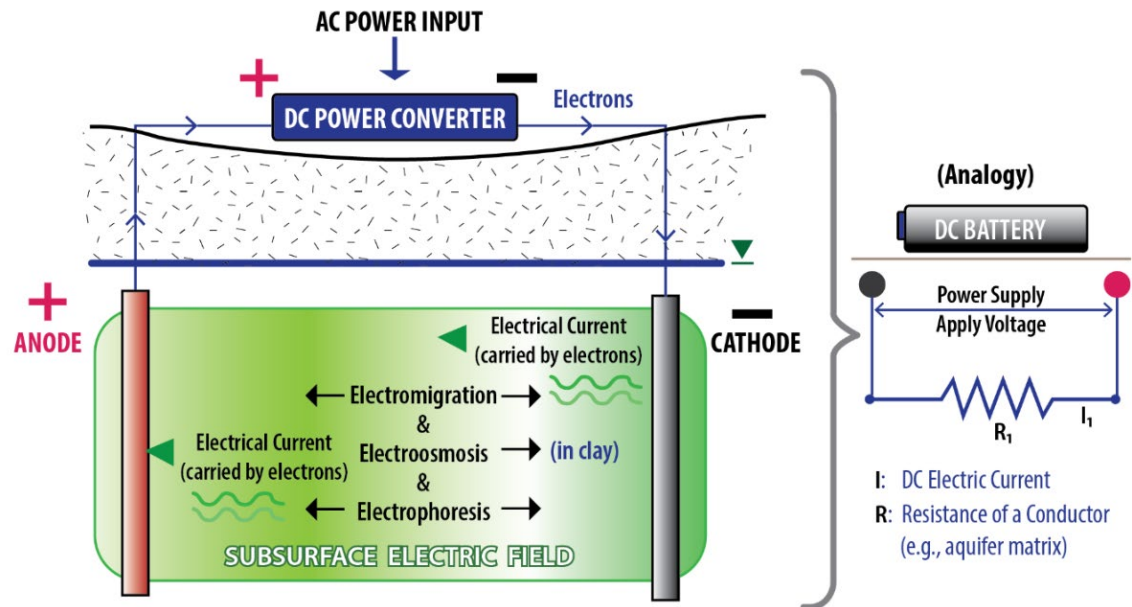 AC POWER INPUT
+
−
DC POWER CONVERTER
Electrons
+
ANODE
−
CATHODE
Electrical Current
(carried by electrons)
Electromigration
&
Electrical Current
(carried by electrons)
Electroosmosis
(in clay)
&
Electrophoresis
SUBSURFACE ELECTRIC FIELD
(Analogy)
DC BATTERY
Power Supply
Apply Voltage
R₁
I₁
I: DC Electric Current
R: Resistance of a Conductor
(e.g., aquifer matrix)